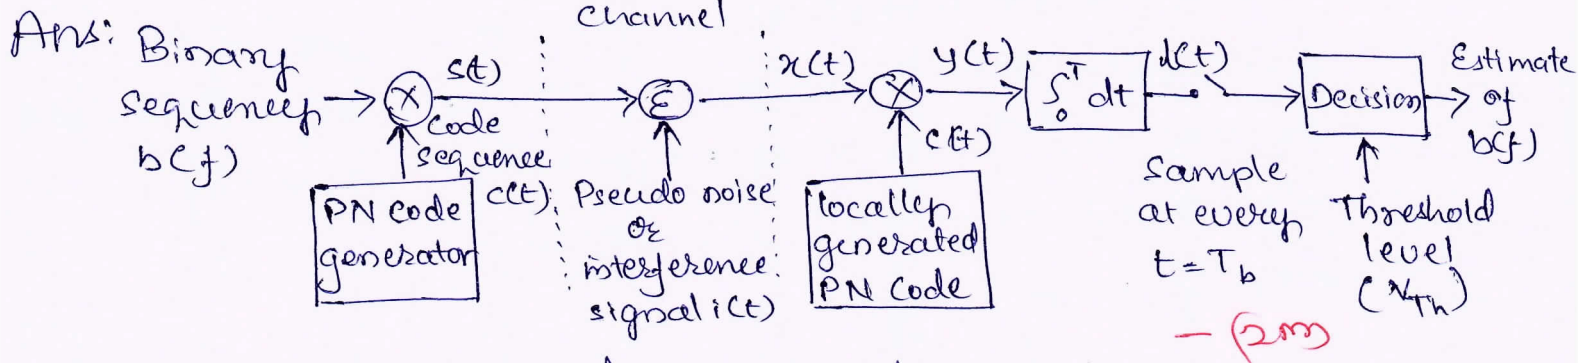 Ans:
Binary
sequence
b(t)
X
s(t)
code
sequence
c(t)
PN code
generator
channel
Σ
Pseudo noise
or
interference
signal i(t)
x(t)
X
c(t)
locally
generated
PN Code
y(t)
∫₀ᵀ dt
d(t)
Sample
at every
t = Tb
Decision
Threshold
level
(VTh)
Estimate
of
b(t)
— (2m)